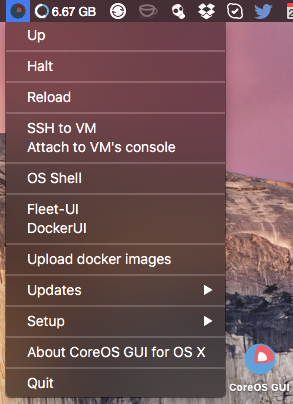 6.67 GB
Up
Halt
Reload
SSH to VM
Attach to VM's console
OS Shell
Fleet-UI
DockerUI
Upload docker images
Updates
Setup
About CoreOS GUI for OS X
Quit
CoreOS GUI